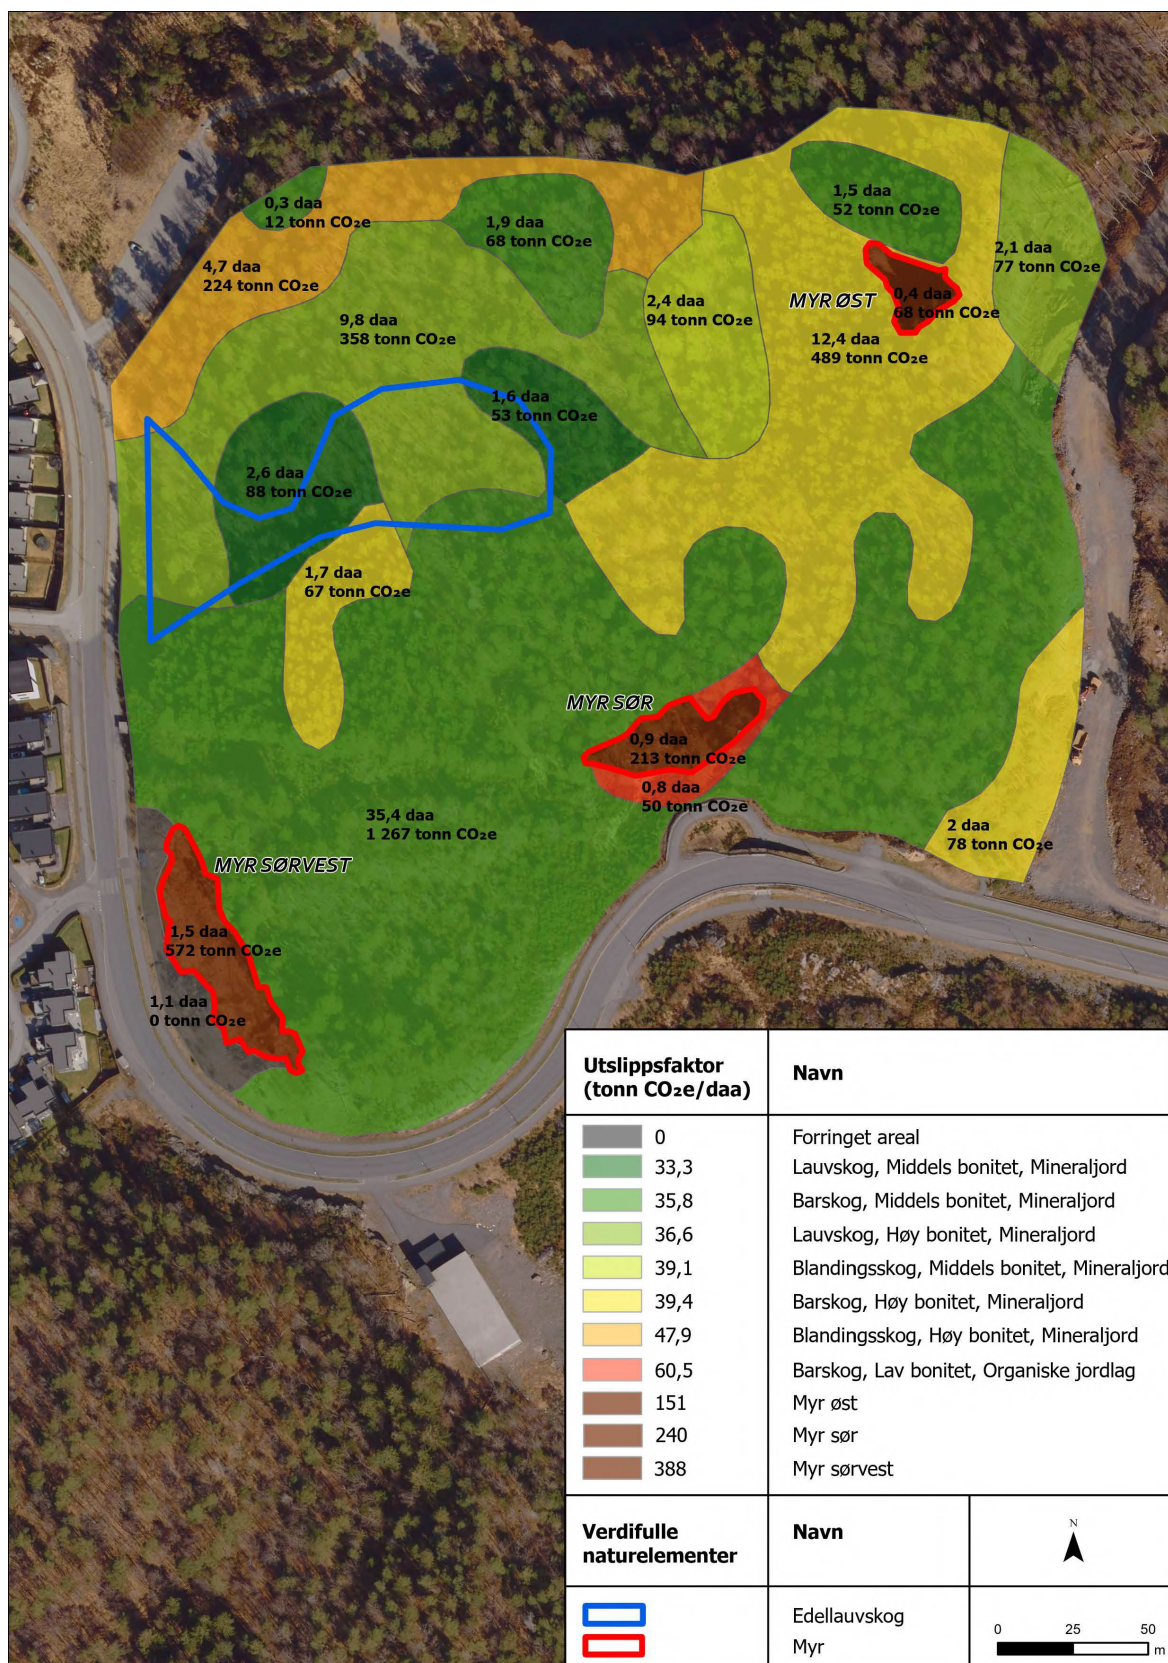 0,3 daa
12 tonn CO₂e
1,9 daa
68 tonn CO₂e
1,5 daa
52 tonn CO₂e
4,7 daa
224 tonn CO₂e
2,1 daa
77 tonn CO₂e
MYR ØST
0,4 daa
68 tonn CO₂e
2,4 daa
94 tonn CO₂e
9,8 daa
358 tonn CO₂e
12,4 daa
489 tonn CO₂e
1,6 daa
53 tonn CO₂e
2,6 daa
88 tonn CO₂e
1,7 daa
67 tonn CO₂e
MYR SØR
0,9 daa
213 tonn CO₂e
0,8 daa
50 tonn CO₂e
35,4 daa
1 267 tonn CO₂e
2 daa
78 tonn CO₂e
MYR SØRVEST
1,5 daa
572 tonn CO₂e
1,1 daa
0 tonn CO₂e
Utslippsfaktor
(tonn CO₂e/daa)
Navn
0 Forringet areal
33,3 Lauvskog, Middels bonitet, Mineraljord
35,8 Barskog, Middels bonitet, Mineraljord
36,6 Lauvskog, Høy bonitet, Mineraljord
39,1 Blandingsskog, Middels bonitet, Mineraljord
39,4 Barskog, Høy bonitet, Mineraljord
47,9 Blandingsskog, Høy bonitet, Mineraljord
60,5 Barskog, Lav bonitet, Organiske jordlag
151 Myr øst
240 Myr sør
388 Myr sørvest
Verdifulle
naturelementer
Navn
N
Edellauvskog
Myr
0 25 50
m